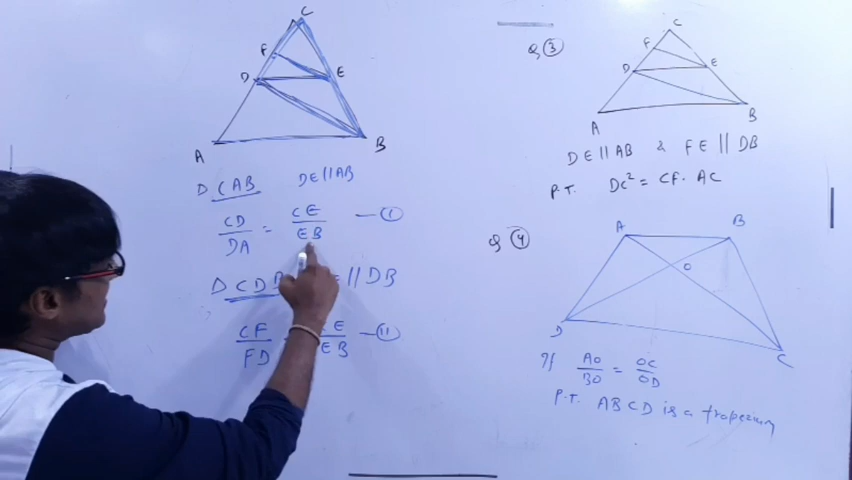 C
F
D
E
A
B
Δ CAB DE//AB
CD/DA = CE/EB — (I)
Δ CDB E // DB
CF/FD CE/EB — (II)
Q (3)
C
F
D
E
A
B
DE // AB & FE // DB
P.T. DC² = CF. AC
Q (4)
A
B
O
D
C
If AO/BO = OC/OD
P.T. ABCD is a trapezium